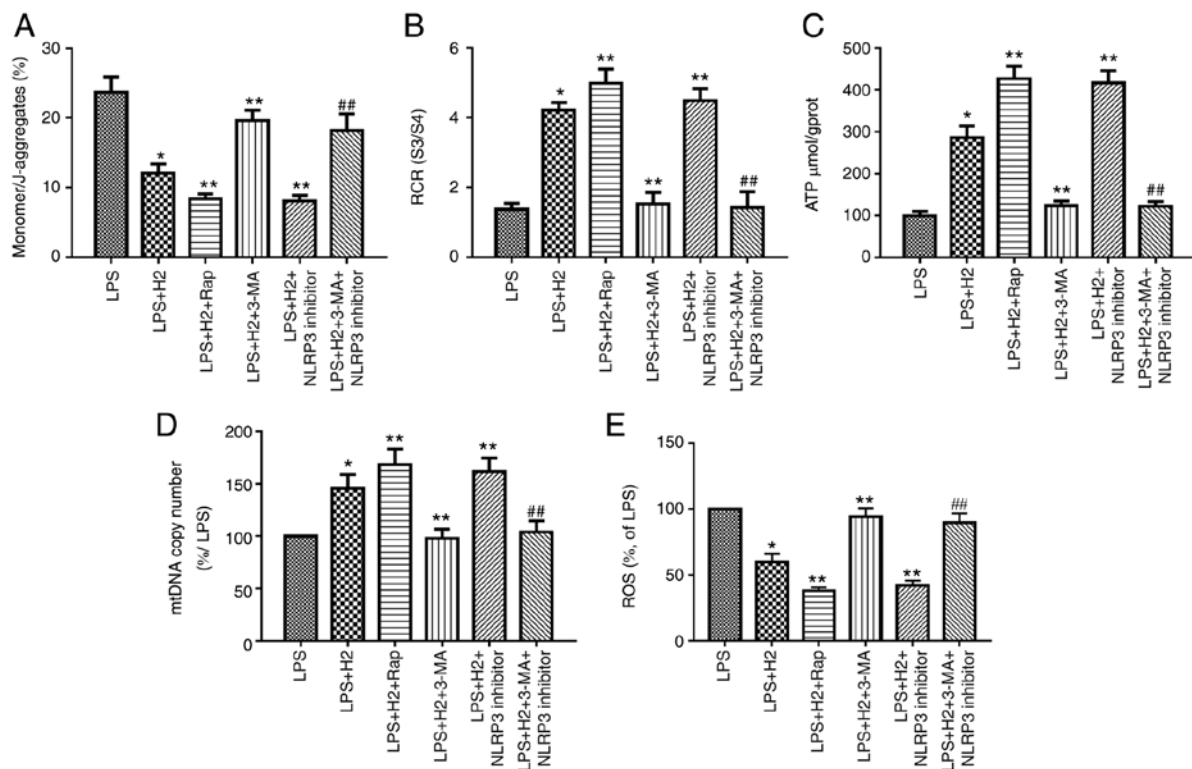 A
Monomer/J-aggregates (%)
30
20
10
0
*
**
**
**
##
LPS
LPS+H2
LPS+H2+Rap
LPS+H2+3-MA
LPS+H2+
NLRP3 inhibitor
LPS+H2+3-MA+
NLRP3 inhibitor
B
RCR (S3/S4)
6
4
2
0
*
**
**
**
##
LPS
LPS+H2
LPS+H2+Rap
LPS+H2+3-MA
LPS+H2+
NLRP3 inhibitor
LPS+H2+3-MA+
NLRP3 inhibitor
C
ATP μmol/gprot
500
400
300
200
100
0
*
**
**
**
##
LPS
LPS+H2
LPS+H2+Rap
LPS+H2+3-MA
LPS+H2+
NLRP3 inhibitor
LPS+H2+3-MA+
NLRP3 inhibitor
D
mtDNA copy number
(%/ LPS)
200
150
100
50
0
*
**
**
**
##
LPS
LPS+H2
LPS+H2+Rap
LPS+H2+3-MA
LPS+H2+
NLRP3 inhibitor
LPS+H2+3-MA+
NLRP3 inhibitor
E
ROS (%, of LPS)
150
100
50
0
*
**
**
**
##
LPS
LPS+H2
LPS+H2+Rap
LPS+H2+3-MA
LPS+H2+
NLRP3 inhibitor
LPS+H2+3-MA+
NLRP3 inhibitor